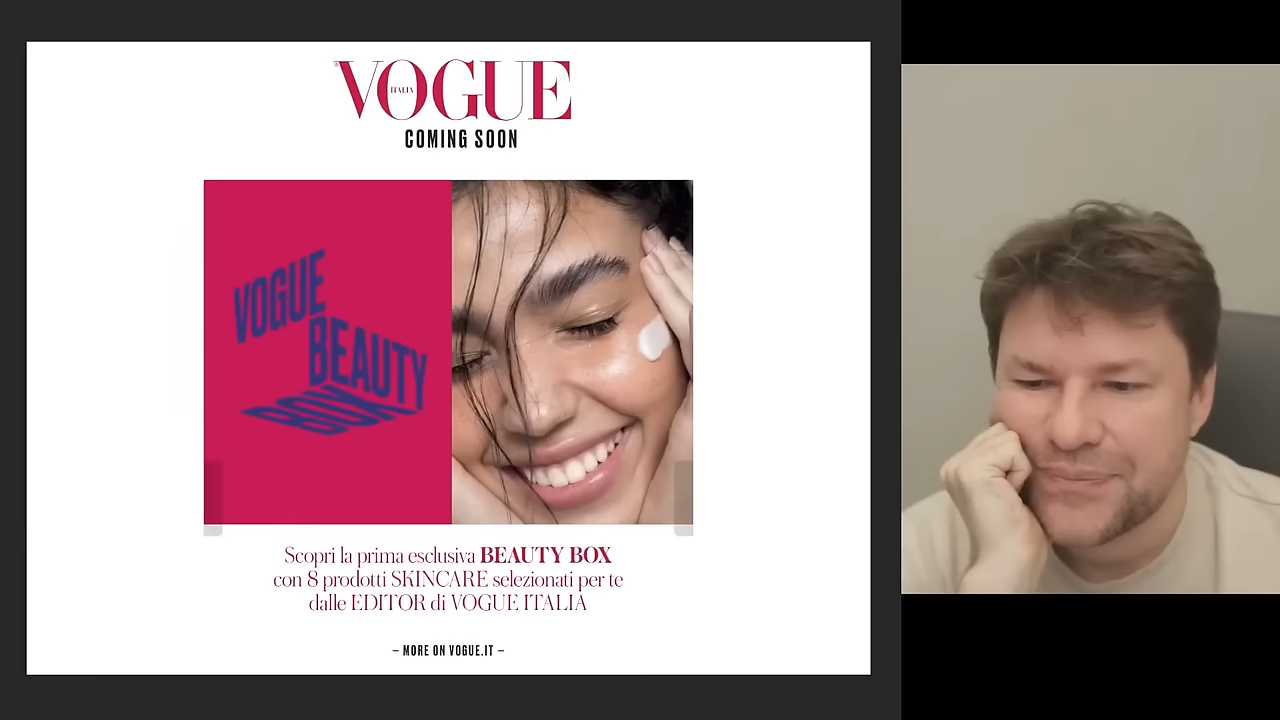 VOGUE
ITALIA
COMING SOON
VOGUE
BEAUTY
BOX
Scopri la prima esclusiva BEAUTY BOX
con 8 prodotti SKINCARE selezionati per te
dalle EDITOR di VOGUE ITALIA
– MORE ON VOGUE.IT –